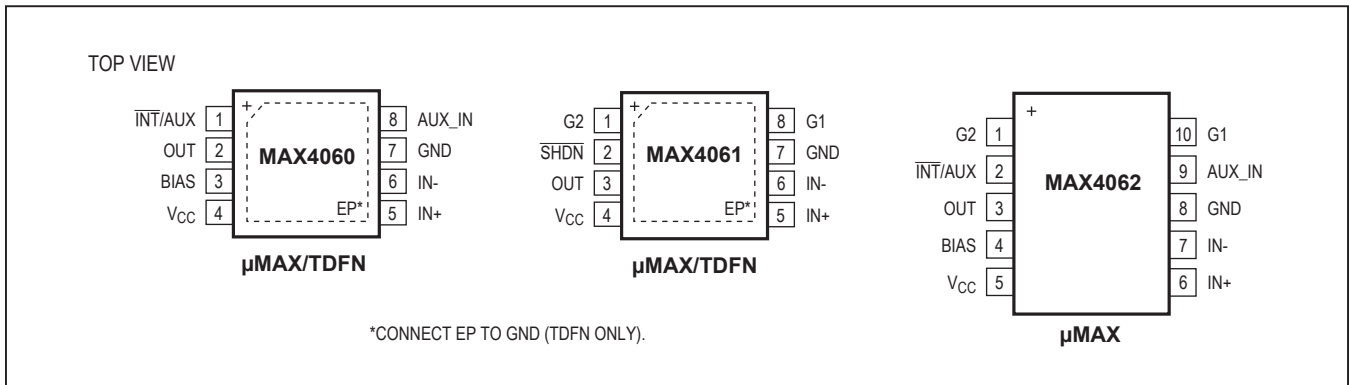 TOP VIEW
+
I̅N̅T̅/AUX 1
OUT 2
BIAS 3
VCC 4
MAX4060
8 AUX_IN
7 GND
6 IN-
5 IN+
EP*
µMAX/TDFN
+
G2 1
S̅H̅D̅N̅ 2
OUT 3
VCC 4
MAX4061
8 G1
7 GND
6 IN-
5 IN+
EP*
µMAX/TDFN
+
G2 1
I̅N̅T̅/AUX 2
OUT 3
BIAS 4
VCC 5
MAX4062
10 G1
9 AUX_IN
8 GND
7 IN-
6 IN+
µMAX
*CONNECT EP TO GND (TDFN ONLY).